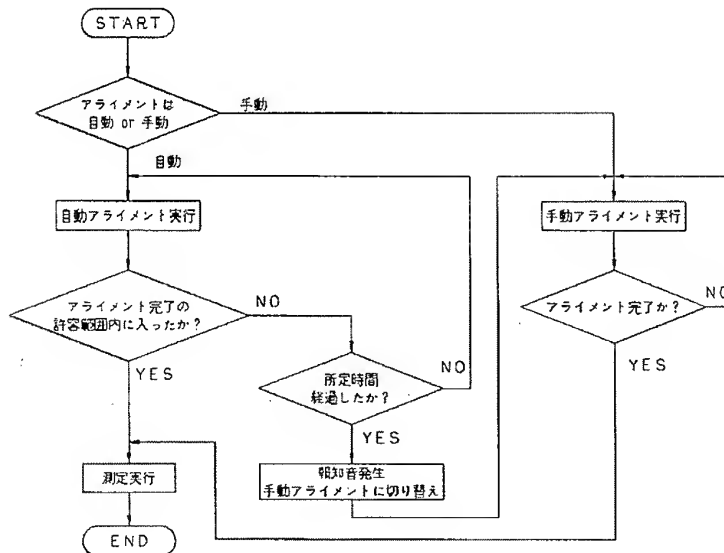 START
アライメントは
自動 or 手動
手動
自動
自動アライメント実行
手動アライメント実行
アライメント完了の
許容範囲内に入ったか?
NO
アライメント完了か?
NO
YES
所定時間
経過したか?
NO
YES
YES
測定実行
報知音発生
手動アライメントに切り替え
END